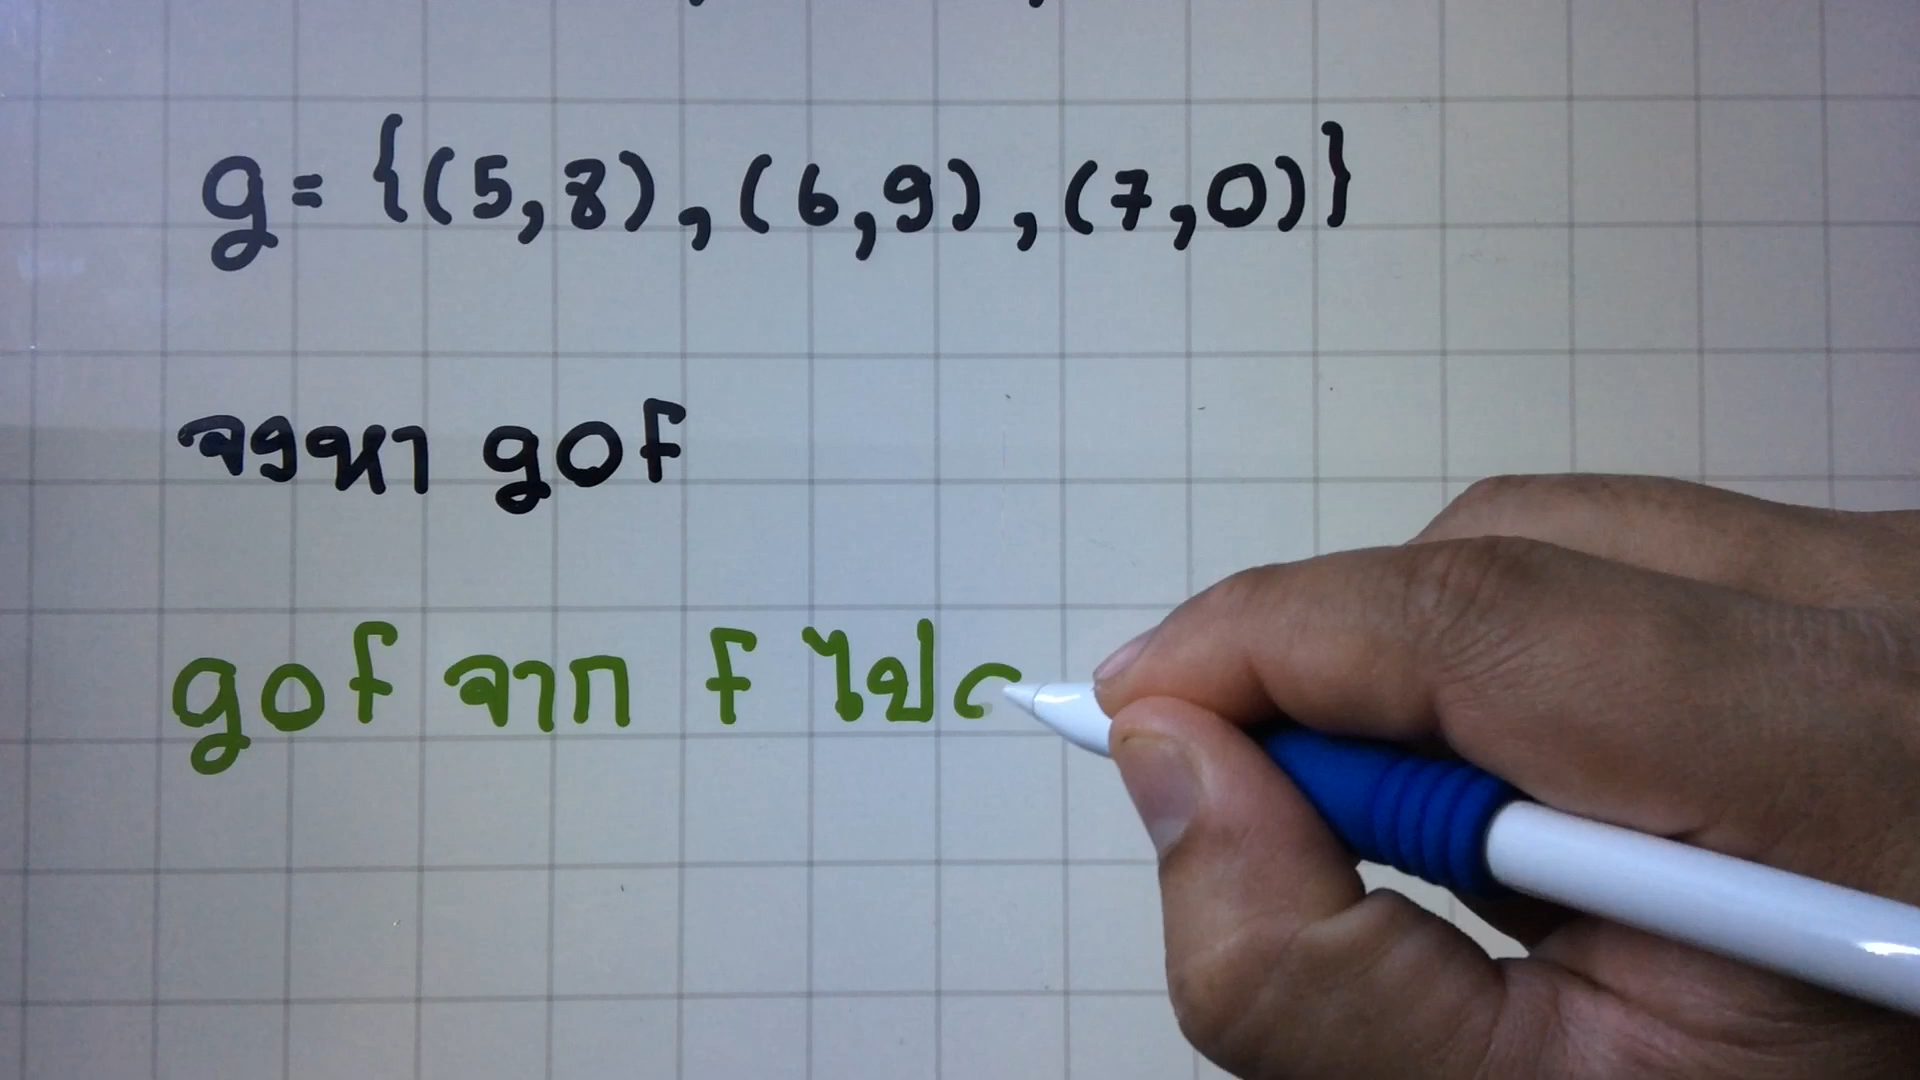 g = {(5,8),(6,9),(7,0)}
จงหา gof
gof จาก f ไป